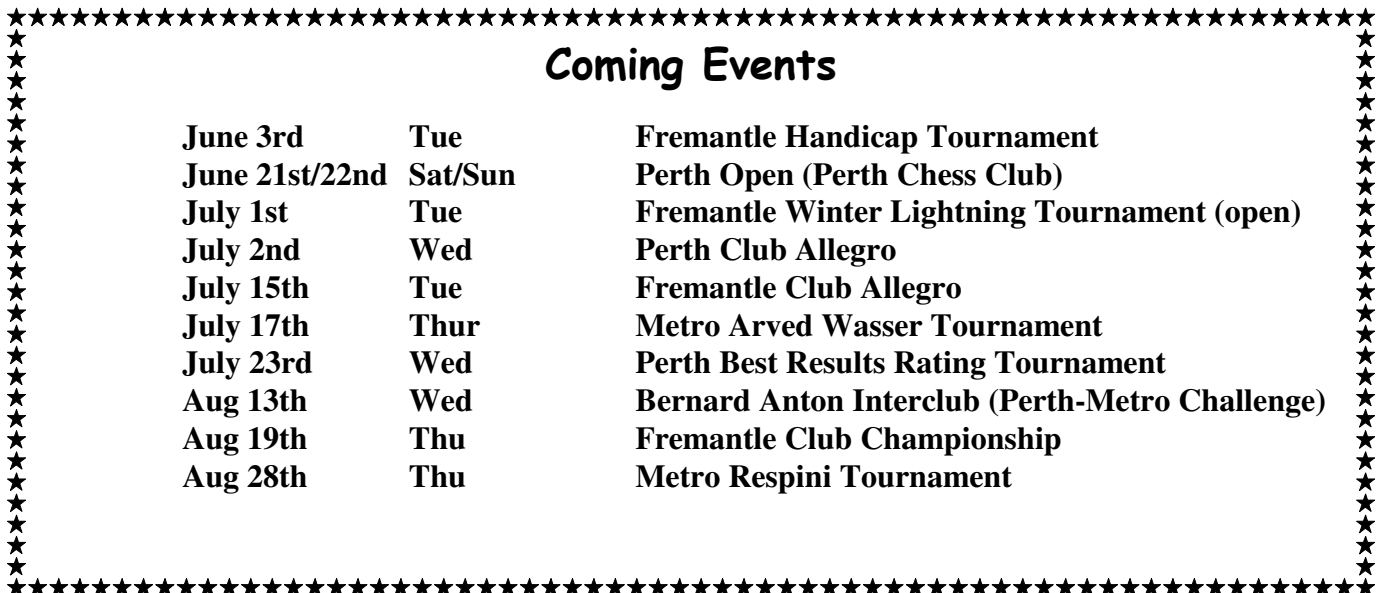 Coming Events
June 3rd Tue Fremantle Handicap Tournament
June 21st/22nd Sat/Sun Perth Open (Perth Chess Club)
July 1st Tue Fremantle Winter Lightning Tournament (open)
July 2nd Wed Perth Club Allegro
July 15th Tue Fremantle Club Allegro
July 17th Thur Metro Arved Wasser Tournament
July 23rd Wed Perth Best Results Rating Tournament
Aug 13th Wed Bernard Anton Interclub (Perth-Metro Challenge)
Aug 19th Thu Fremantle Club Championship
Aug 28th Thu Metro Respini Tournament